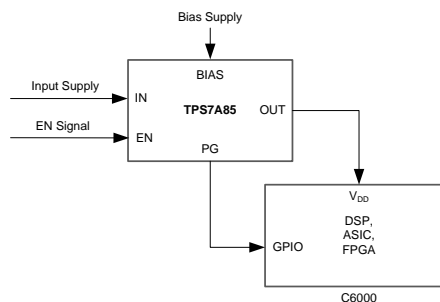 Bias Supply
Input Supply
BIAS
IN
TPS7A85
OUT
EN Signal
EN
PG
VDD
DSP,
ASIC,
FPGA
GPIO
C6000